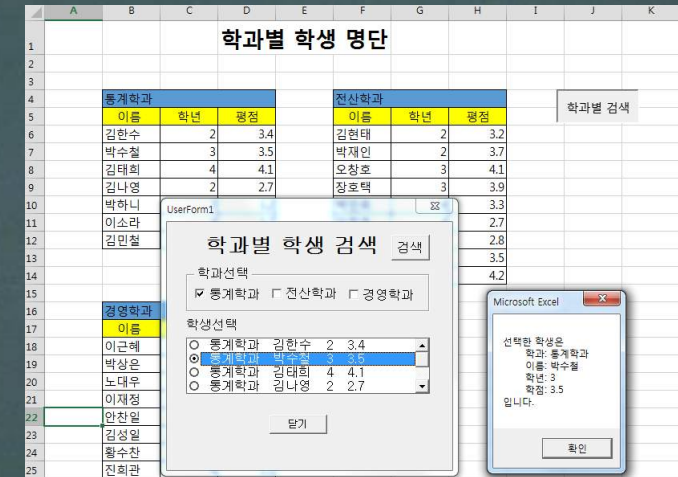 A B C D E F G H I J K
1 학과별 학생 명단
2
3
4 통계학과 전산학과
학과별 검색
5 이름 학년 평점 이름 학년 평점
6 김한수 2 3.4 김현태 2 3.2
7 박수철 3 3.5 박재인 2 3.7
8 김태희 4 4.1 오창호 3 4.1
9 김나영 2 2.7 장호택 3 3.9
10 박하니 3.3
11 이소라 2.7
12 김민철 2.8
13 3.5
14 4.2
15
16 경영학과
17 이름
18 이근혜
19 박상은
20 노대우
21 이재정
22 안찬일
23 김성일
24 황수찬
25 진희관
UserForm1
학과별 학생 검색 검색
학과선택
통계학과 전산학과 경영학과
학생선택
통계학과 김한수 2 3.4
통계학과 박수철 3 3.5
통계학과 김태희 4 4.1
통계학과 김나영 2 2.7
닫기
Microsoft Excel
선택한 학생은
학과: 통계학과
이름: 박수철
학년: 3
학점: 3.5
입니다.
확인